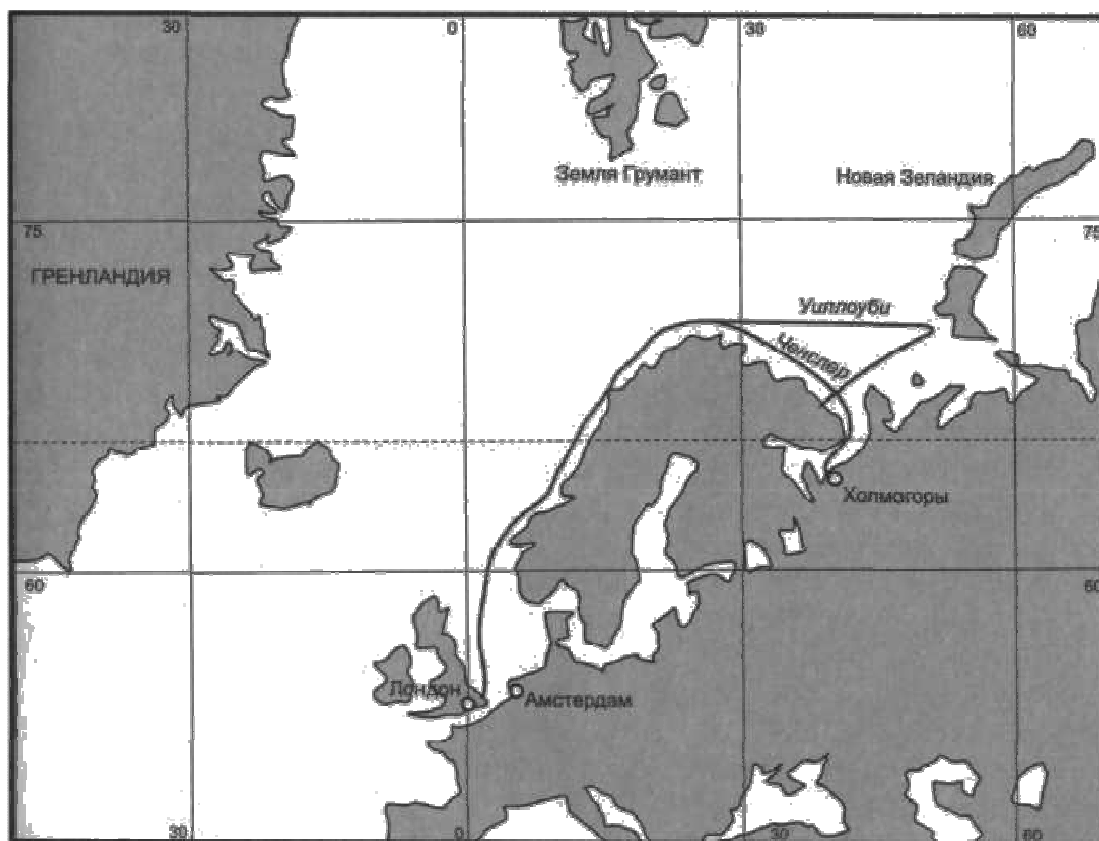 30
0
30
60
Земля Грумант
Новая Зеландия
75
75
ГРЕНЛАНДИЯ
Уиллоуби
Ченслер
Холмогоры
60
60
Лондон
Амстердам
30
0
30
60